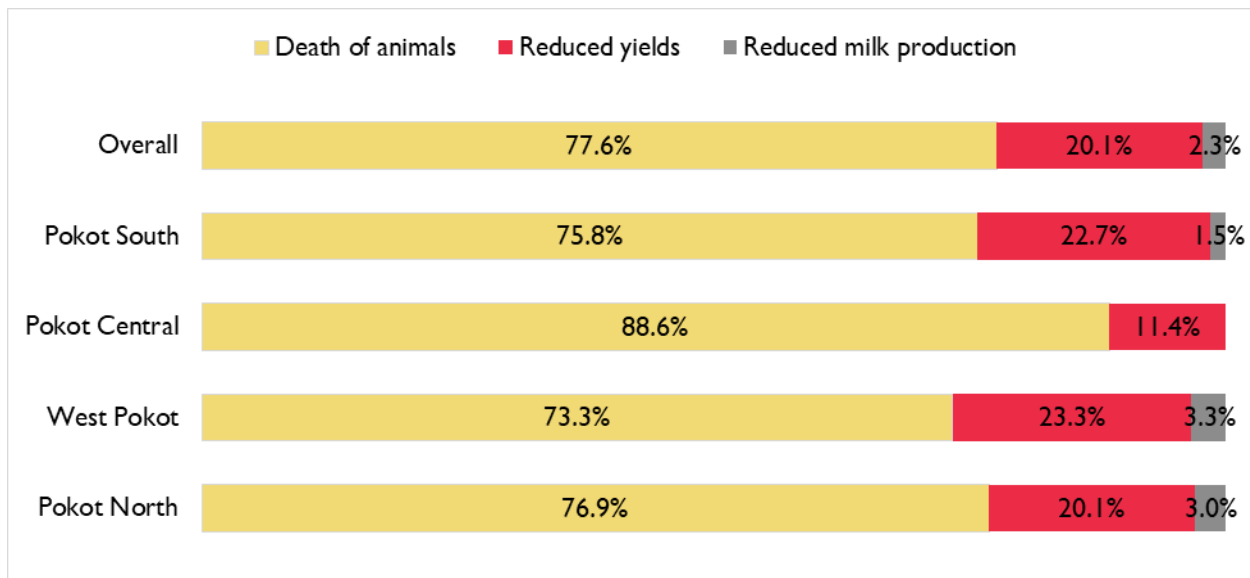 Death of animals Reduced yields Reduced milk production
Overall 77.6% 20.1% 2.3%
Pokot South 75.8% 22.7% 1.5%
Pokot Central 88.6% 11.4%
West Pokot 73.3% 23.3% 3.3%
Pokot North 76.9% 20.1% 3.0%